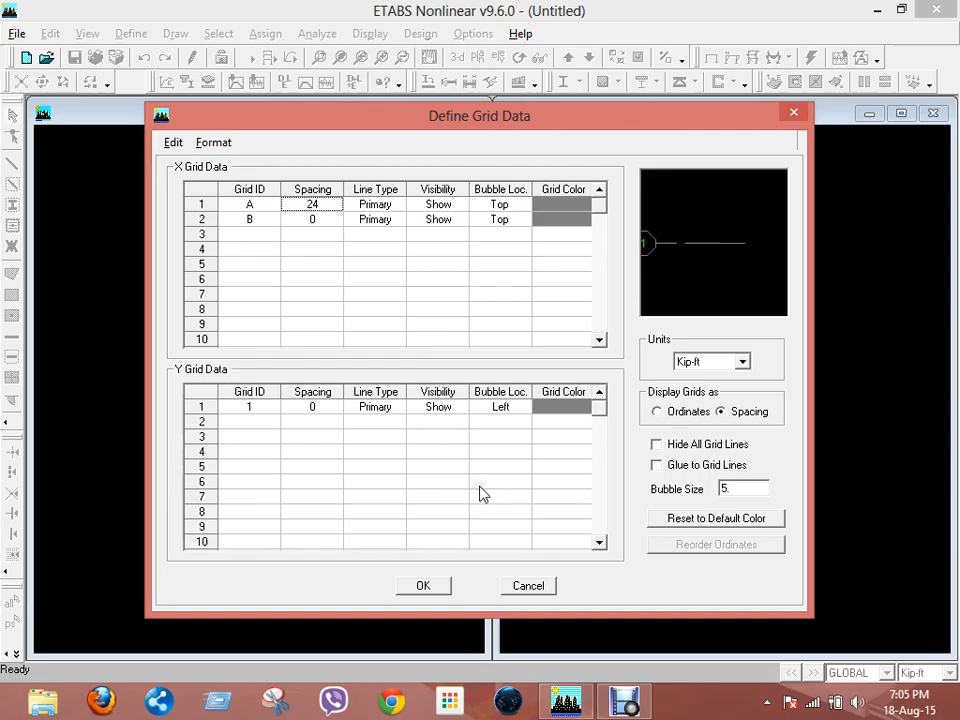 ETABS Nonlinear v9.6.0 - (Untitled)
File Edit View Define Draw Select Assign Analyze Display Design Options Help
Define Grid Data
Edit Format
X Grid Data
Grid ID Spacing Line Type Visibility Bubble Loc. Grid Color
1 A 24 Primary Show Top
2 B 0 Primary Show Top
3
4
5
6
7
8
9
10
Y Grid Data
Grid ID Spacing Line Type Visibility Bubble Loc. Grid Color
1 1 0 Primary Show Left
2
3
4
5
6
7
8
9
10
1
Units
Kip-ft
Display Grids as
Ordinates Spacing
Hide All Grid Lines
Glue to Grid Lines
Bubble Size 5.
Reset to Default Color
Reorder Ordinates
OK Cancel
3-d
all
ps
Ready
GLOBAL Kip-ft
7:05 PM
18-Aug-15